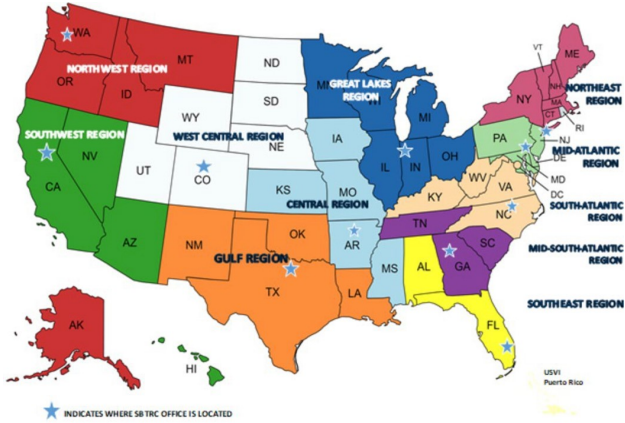 WA
MT
ND
ME
VT
NORTHWEST REGION
OR
ID
SD
GREAT LAKES
REGION
MI
NY
NH
MA
CT
RI
NORTHEAST
REGION
WY
SOUTHWEST REGION
WEST CENTRAL REGION
NE
IA
PA
NJ
DE
MID-ATLANTIC
REGION
MD
DC
NV
UT
CO
IL
IN
OH
WV
VA
CA
KS
MO
KY
CENTRAL REGION
NC
SOUTH-ATLANTIC
REGION
AZ
NM
OK
AR
TN
SC
MID-SOUTH-ATLANTIC
REGION
GULF REGION
MS
AL
GA
TX
LA
SOUTHEAST REGION
AK
FL
HI
USVI
Puerto Rico
INDICATES WHERE SBTRC OFFICE IS LOCATED